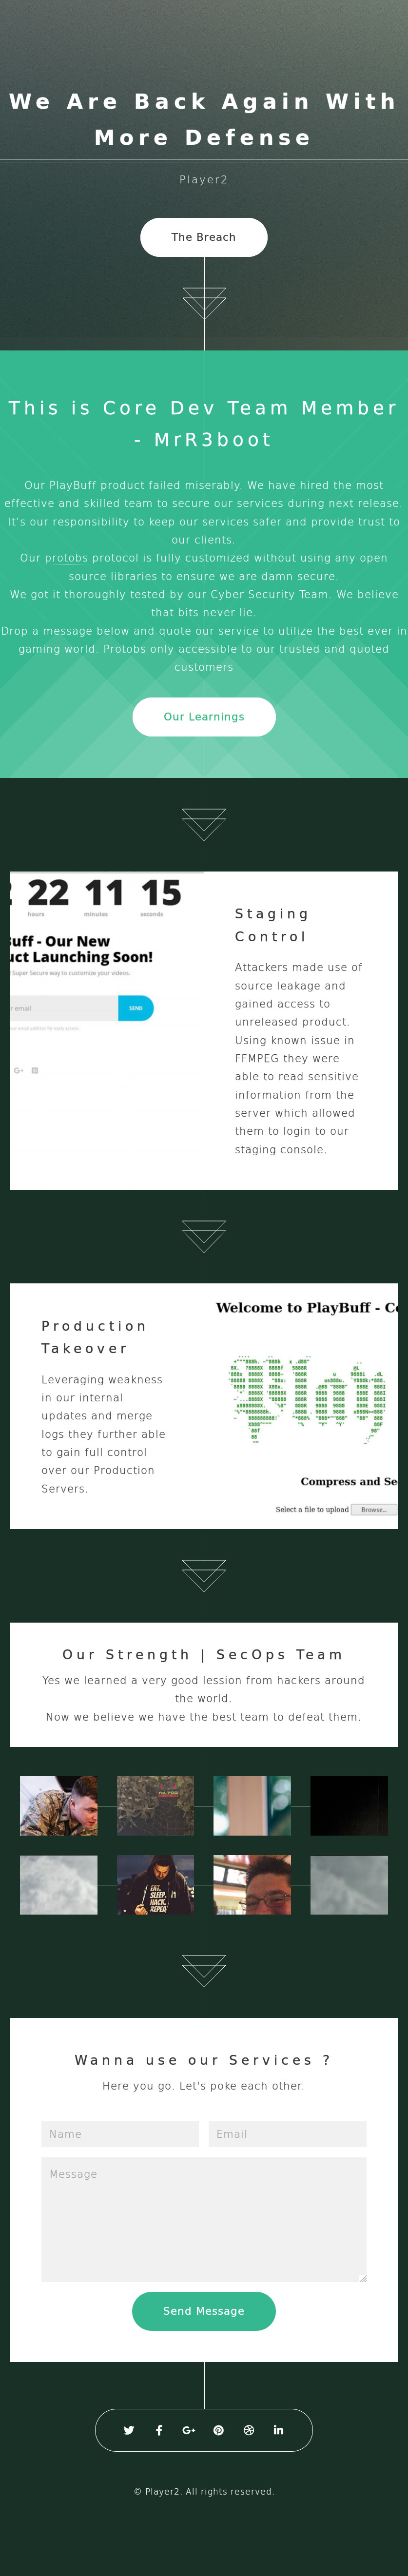 We Are Back Again With
More Defense
Player2
The Breach
This is Core Dev Team Member
- MrR3boot
Our PlayBuff product failed miserably. We have hired the most
effective and skilled team to secure our services during next release.
It's our responsibility to keep our services safer and provide trust to
our clients.
Our protobs protocol is fully customized without using any open
source libraries to ensure we are damn secure.
We got it thoroughly tested by our Cyber Security Team. We believe
that bits never lie.
Drop a message below and quote our service to utilize the best ever in
gaming world. Protobs only accessible to our trusted and quoted
customers
Our Learnings
22 11 15
hours minutes seconds
uff - Our New
uct Launching Soon!
Super Secure way to customize your videos.
email
SEND
email address for early access.
Staging
Control
Attackers made use of
source leakage and
gained access to
unreleased product.
Using known issue in
FFMPEG they were
able to read sensitive
information from the
server which allowed
them to login to our
staging console.
Production
Takeover
Leveraging weakness
in our internal
updates and merge
logs they further able
to gain full control
over our Production
Servers.
Welcome to PlayBuff - Co
Compress and Se
Select a file to upload Browse...
Our Strength | SecOps Team
Yes we learned a very good lession from hackers around
the world.
Now we believe we have the best team to defeat them.
EAT.
SLEEP.
HACK.
REPEAT
Wanna use our Services ?
Here you go. Let's poke each other.
Name
Email
Message
Send Message
© Player2. All rights reserved.